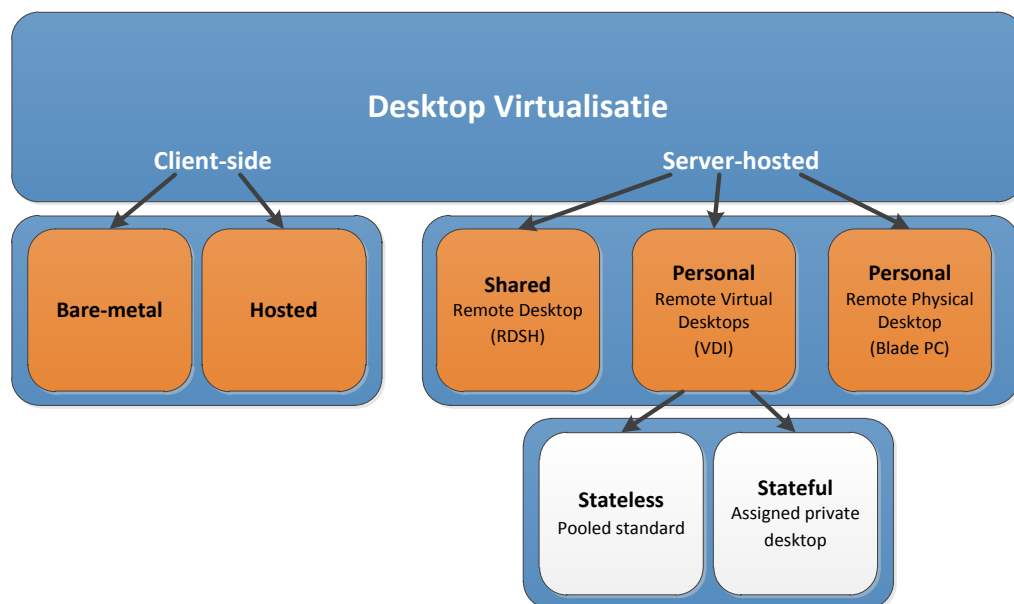 Desktop Virtualisatie
Client-side
Server-hosted
Bare-metal
Hosted
Shared
Remote Desktop
(RDSH)
Personal
Remote Virtual
Desktops
(VDI)
Personal
Remote Physical
Desktop
(Blade PC)
Stateless
Pooled standard
Stateful
Assigned private
desktop